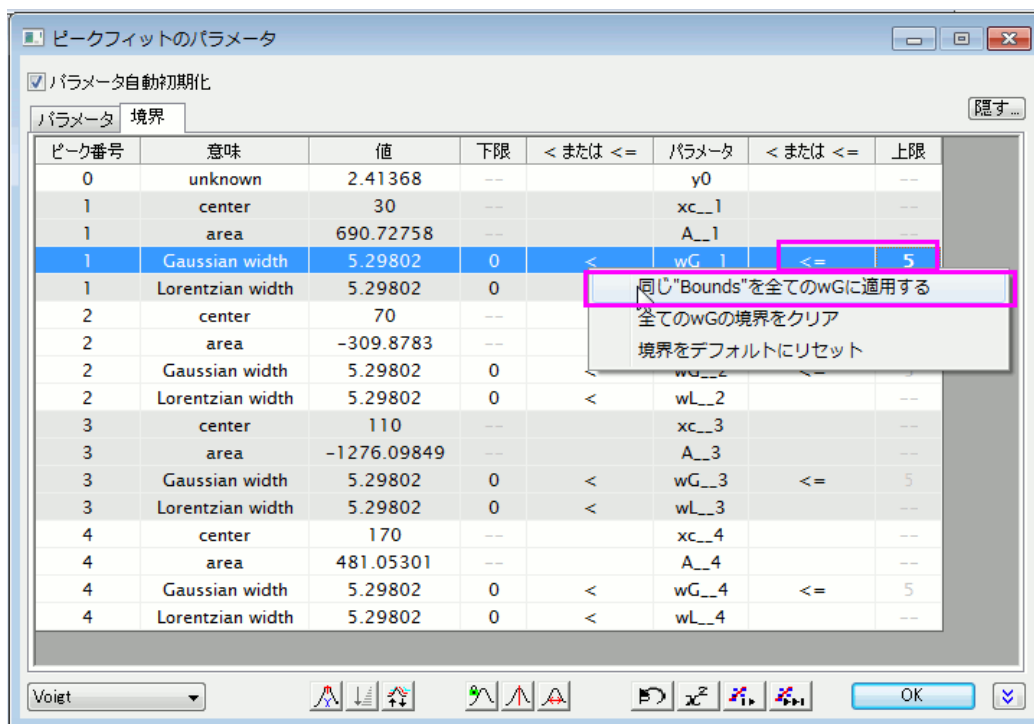 ピークフィットのパラメータ
パラメータ自動初期化
パラメータ 境界 隠す...
ピーク番号 意味 値 下限 < または <= パラメータ < または <= 上限
0 unknown 2.41368 -- y0 --
1 center 30 -- xc__1 --
1 area 690.72758 -- A__1 --
1 Gaussian width 5.29802 0 < wG__1 <= 5
1 Lorentzian width 5.29802 0
同じ"Bounds"を全てのwGに適用する
2 center 70 --
全てのwGの境界をクリア
2 area -309.8783 --
境界をデフォルトにリセット
2 Gaussian width 5.29802 0 < wG__2 <= 5
2 Lorentzian width 5.29802 0 < wL__2 --
3 center 110 -- xc__3 --
3 area -1276.09849 -- A__3 --
3 Gaussian width 5.29802 0 < wG__3 <= 5
3 Lorentzian width 5.29802 0 < wL__3 --
4 center 170 -- xc__4 --
4 area 481.05301 -- A__4 --
4 Gaussian width 5.29802 0 < wG__4 <= 5
4 Lorentzian width 5.29802 0 < wL__4 --
Voigt OK